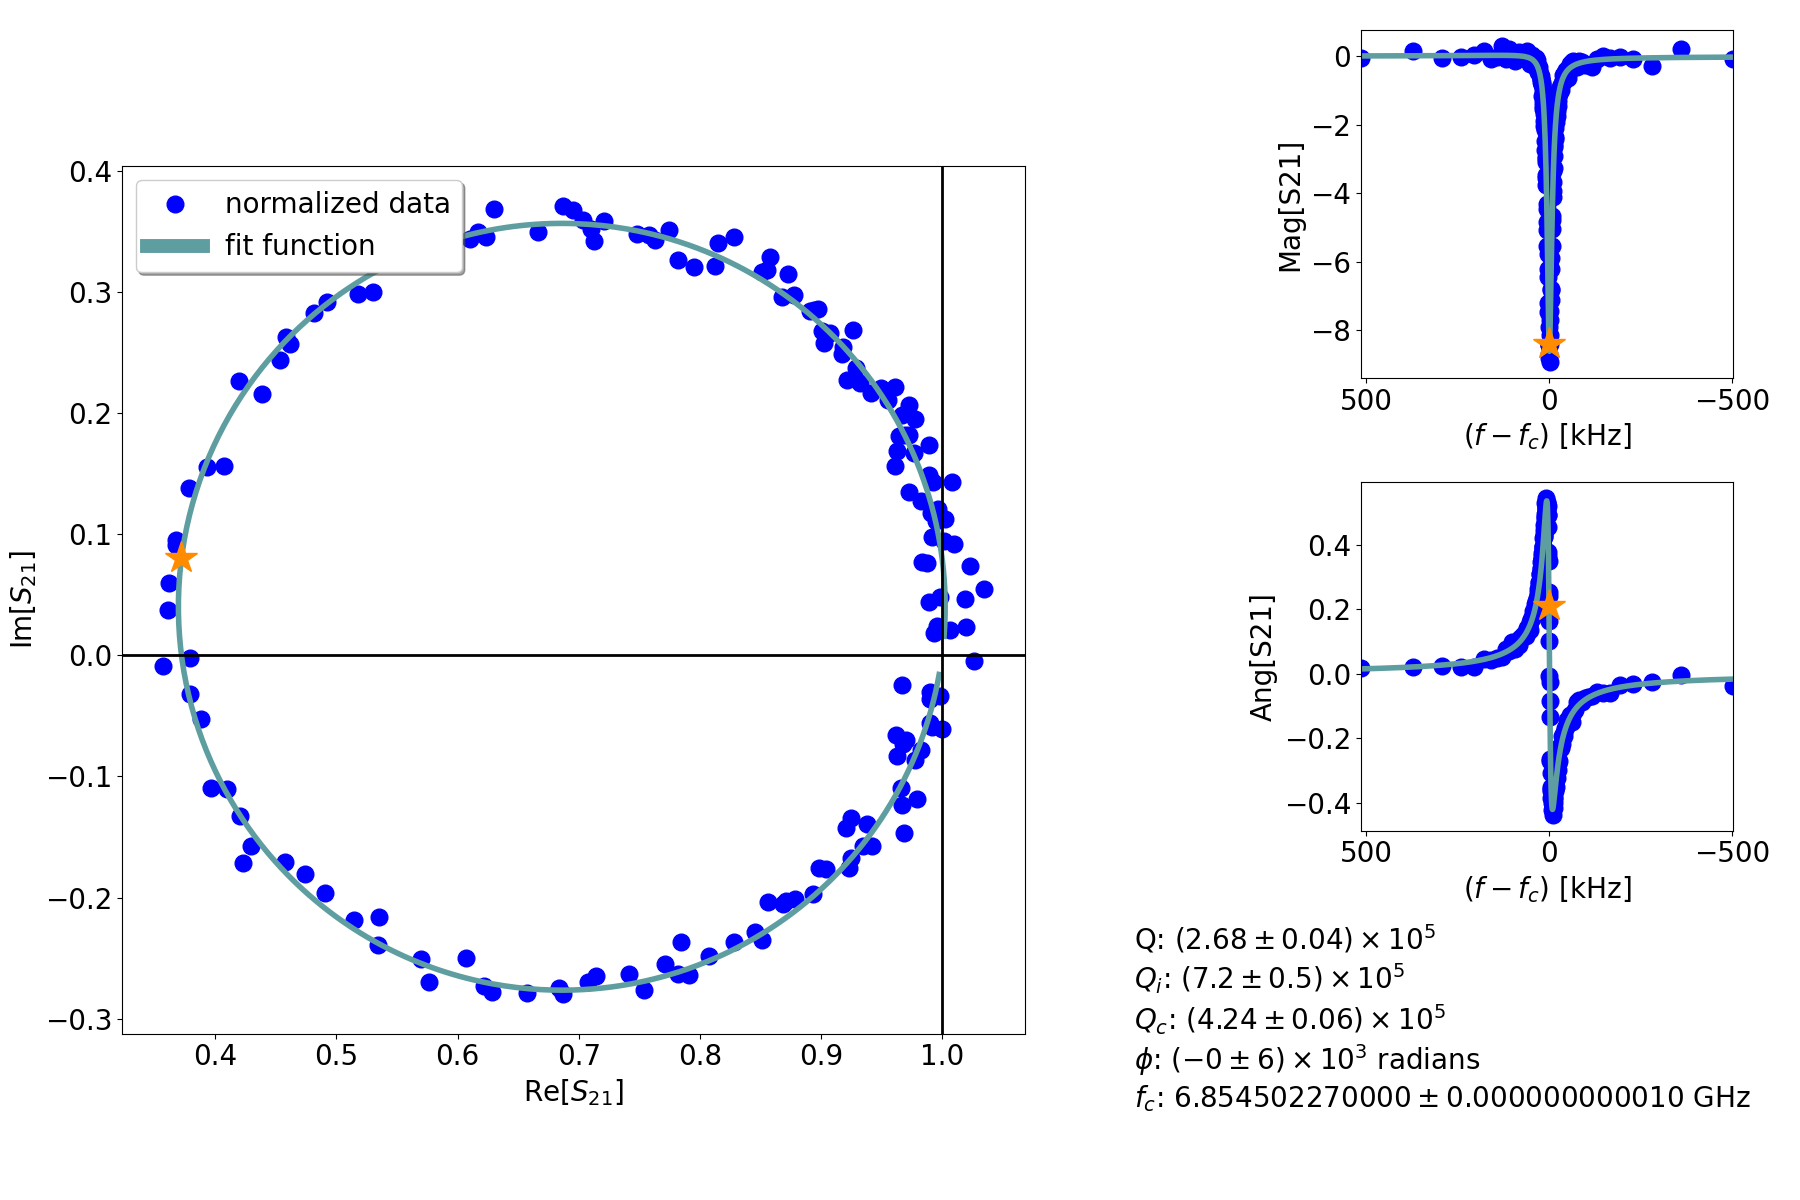 normalized data
fit function
0.4
0.3
0.2
0.1
0.0
−0.1
−0.2
−0.3
Im[S21]
0.4 0.5 0.6 0.7 0.8 0.9 1.0
Re[S21]
0
−2
−4
−6
−8
Mag[S21]
500 0 −500
(f − fc) [kHz]
0.4
0.2
0.0
−0.2
−0.4
Ang[S21]
500 0 −500
(f − fc) [kHz]
Q: (2.68 ± 0.04) × 10^5
Qi: (7.2 ± 0.5) × 10^5
Qc: (4.24 ± 0.06) × 10^5
ϕ: (−0 ± 6) × 10^3 radians
fc: 6.854502270000 ± 0.000000000010 GHz